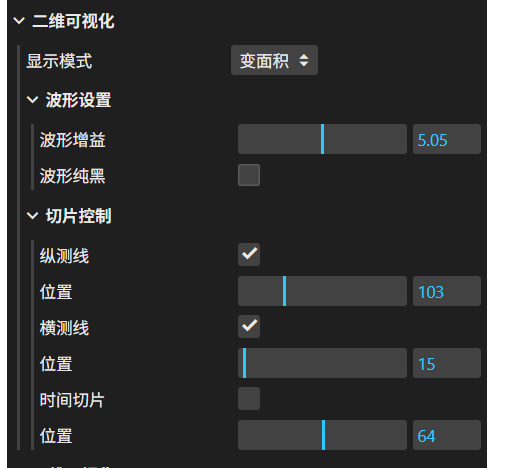 二维可视化
显示模式 变面积
波形设置
波形增益 5.05
波形纯黑
切片控制
纵测线
位置 103
横测线
位置 15
时间切片
位置 64